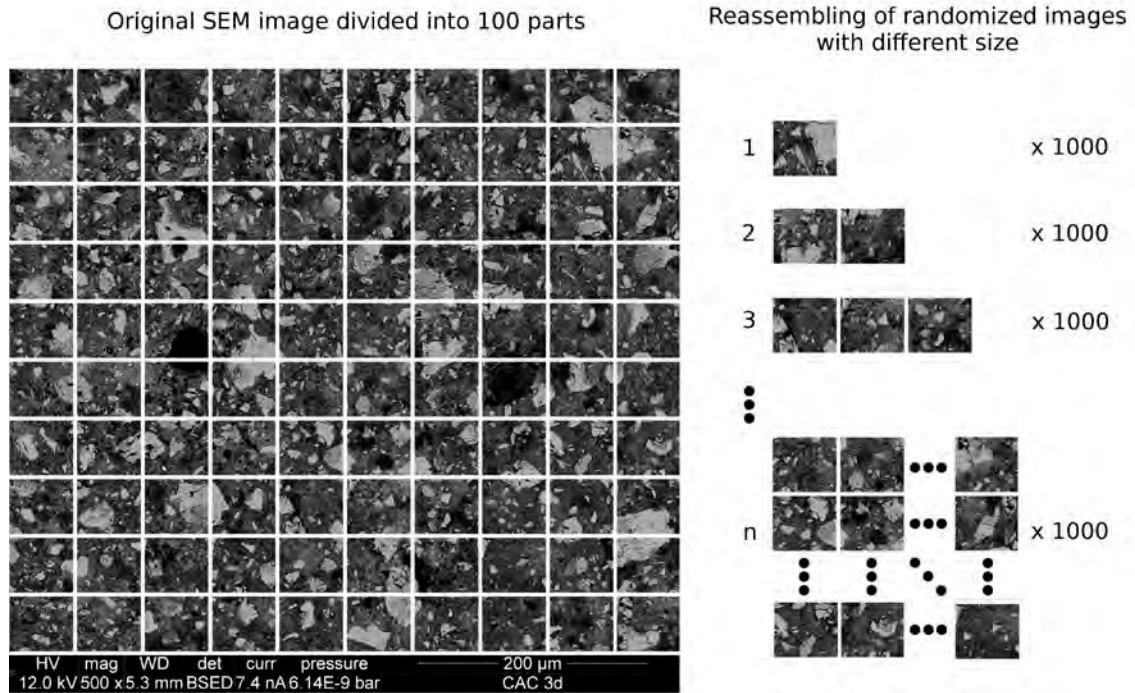 Original SEM image divided into 100 parts
Reassembling of randomized images
with different size
1 x 1000
2 x 1000
3 x 1000
n x 1000
HV mag WD det curr pressure 200 µm
12.0 kV 500 x 5.3 mm BSED 7.4 nA 6.14E-9 bar CAC 3d